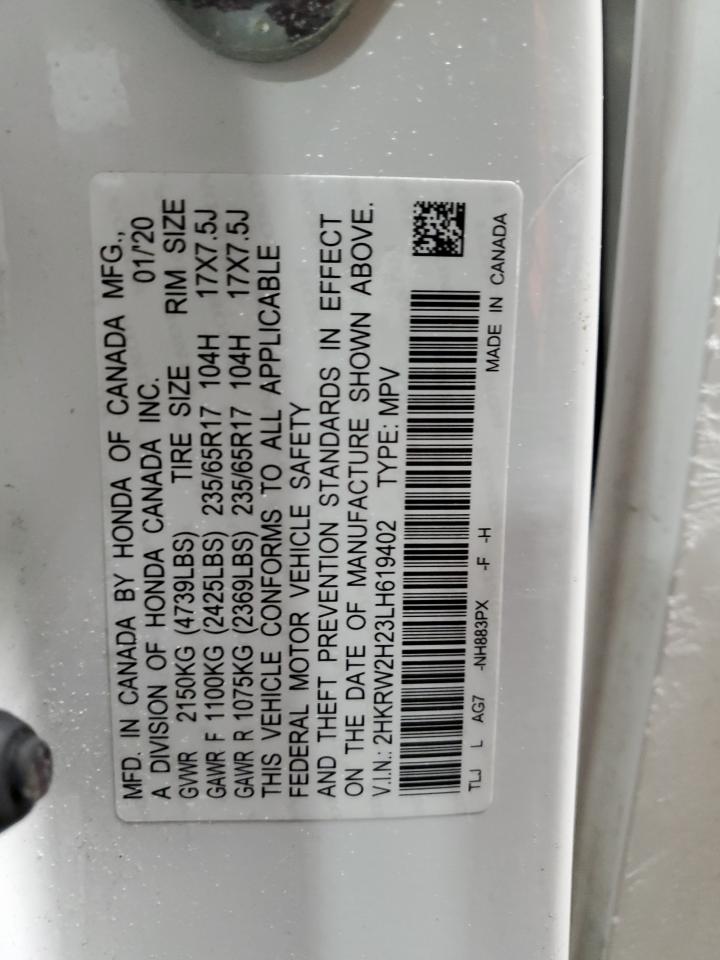 MFD. IN CANADA BY HONDA OF CANADA MFG.,
A DIVISION OF HONDA CANADA INC. 01/'20
GVWR 2150KG (4739LBS) TIRE SIZE RIM SIZE
GAWR F 1100KG (2425LBS) 235/65R17 104H 17X7.5J
GAWR R 1075KG (2369LBS) 235/65R17 104H 17X7.5J
THIS VEHICLE CONFORMS TO ALL APPLICABLE
FEDERAL MOTOR VEHICLE SAFETY
AND THEFT PREVENTION STANDARDS IN EFFECT
ON THE DATE OF MANUFACTURE SHOWN ABOVE.
V.I.N.: 2HKRW2H23LH619402 TYPE: MPV
TLJ L AG7 -NH883PX -F -H MADE IN CANADA